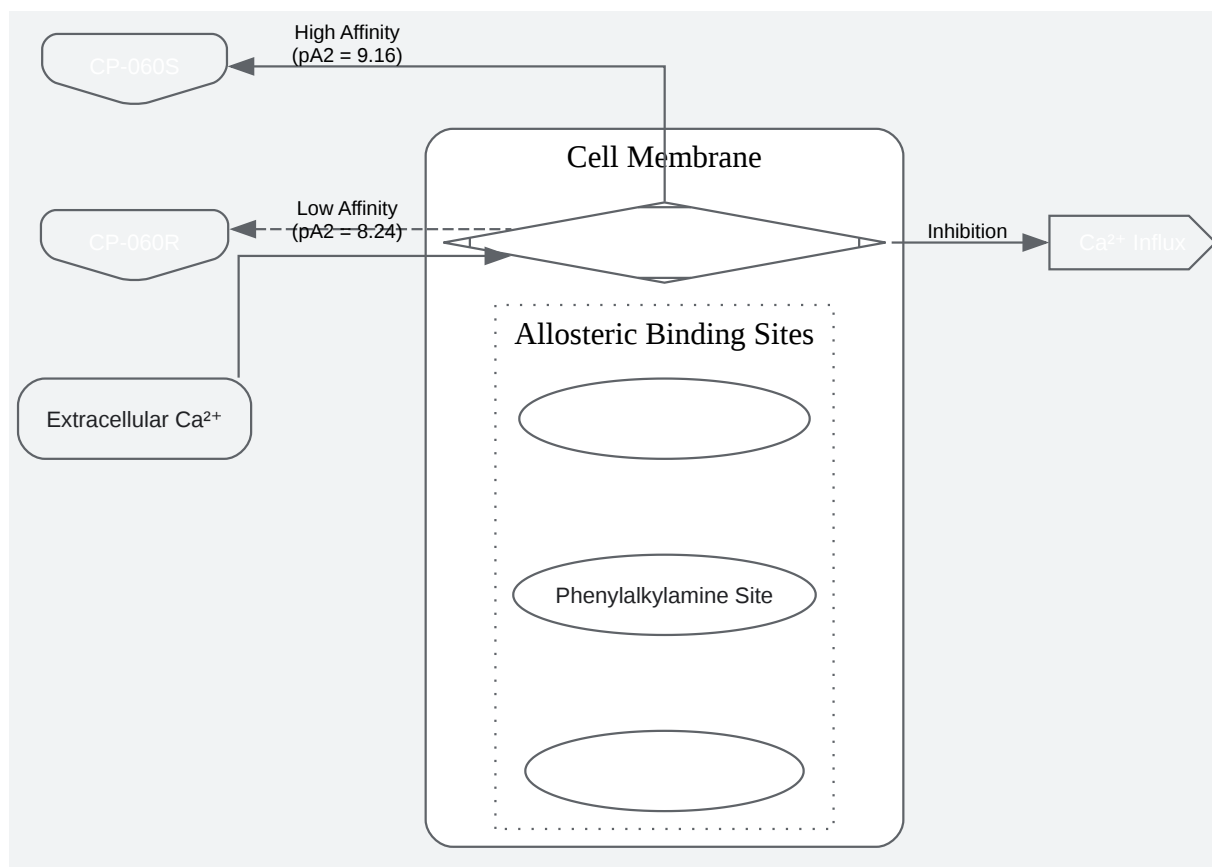 High Affinity
(pA2 = 9.16)
CP-060S
Cell Membrane
Low Affinity
(pA2 = 8.24)
CP-060R
Inhibition
Ca²⁺ Influx
Allosteric Binding Sites
Extracellular Ca²⁺
Phenylalkylamine Site